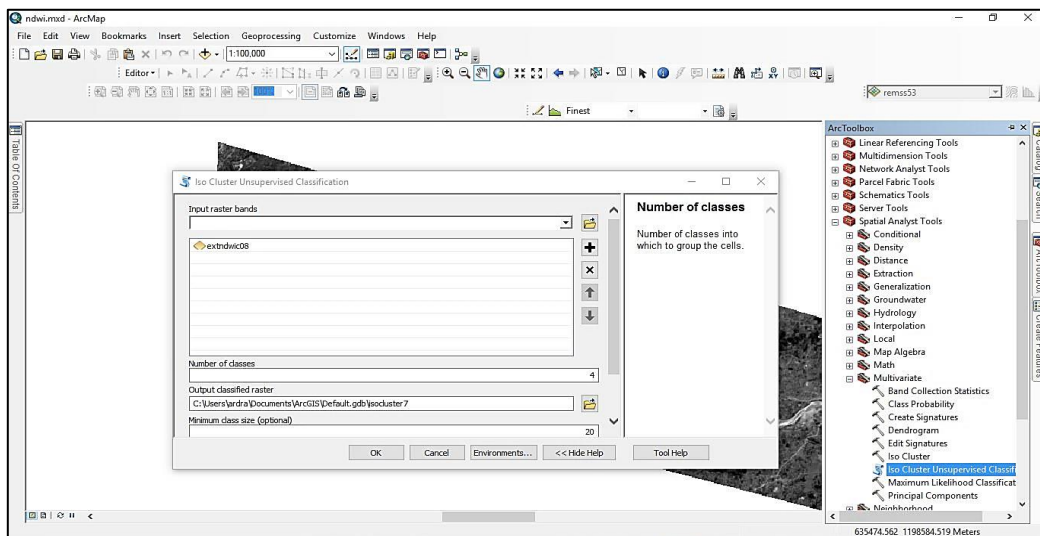 ndwi.mxd - ArcMap
File Edit View Bookmarks Insert Selection Geoprocessing Customize Windows Help
1:100,000
Editor
remss53
Finest
Table Of Contents
Iso Cluster Unsupervised Classification
Input raster bands
extndwic08
Number of classes
4
Output classified raster
C:\Users\ardra\Documents\ArcGIS\Default.gdb\isocluster7
Minimum class size (optional)
20
OK Cancel Environments... << Hide Help Tool Help
Number of classes
Number of classes into
which to group the cells.
ArcToolbox
Linear Referencing Tools
Multidimension Tools
Network Analyst Tools
Parcel Fabric Tools
Schematics Tools
Server Tools
Spatial Analyst Tools
Conditional
Density
Distance
Extraction
Generalization
Groundwater
Hydrology
Interpolation
Local
Map Algebra
Math
Multivariate
Band Collection Statistics
Class Probability
Create Signatures
Dendrogram
Edit Signatures
Iso Cluster
Iso Cluster Unsupervised Classifi
Maximum Likelihood Classificat
Principal Components
Neighborhood
Catalog
Search
ArcToolbox
Create Features
635474.562 1198584.519 Meters